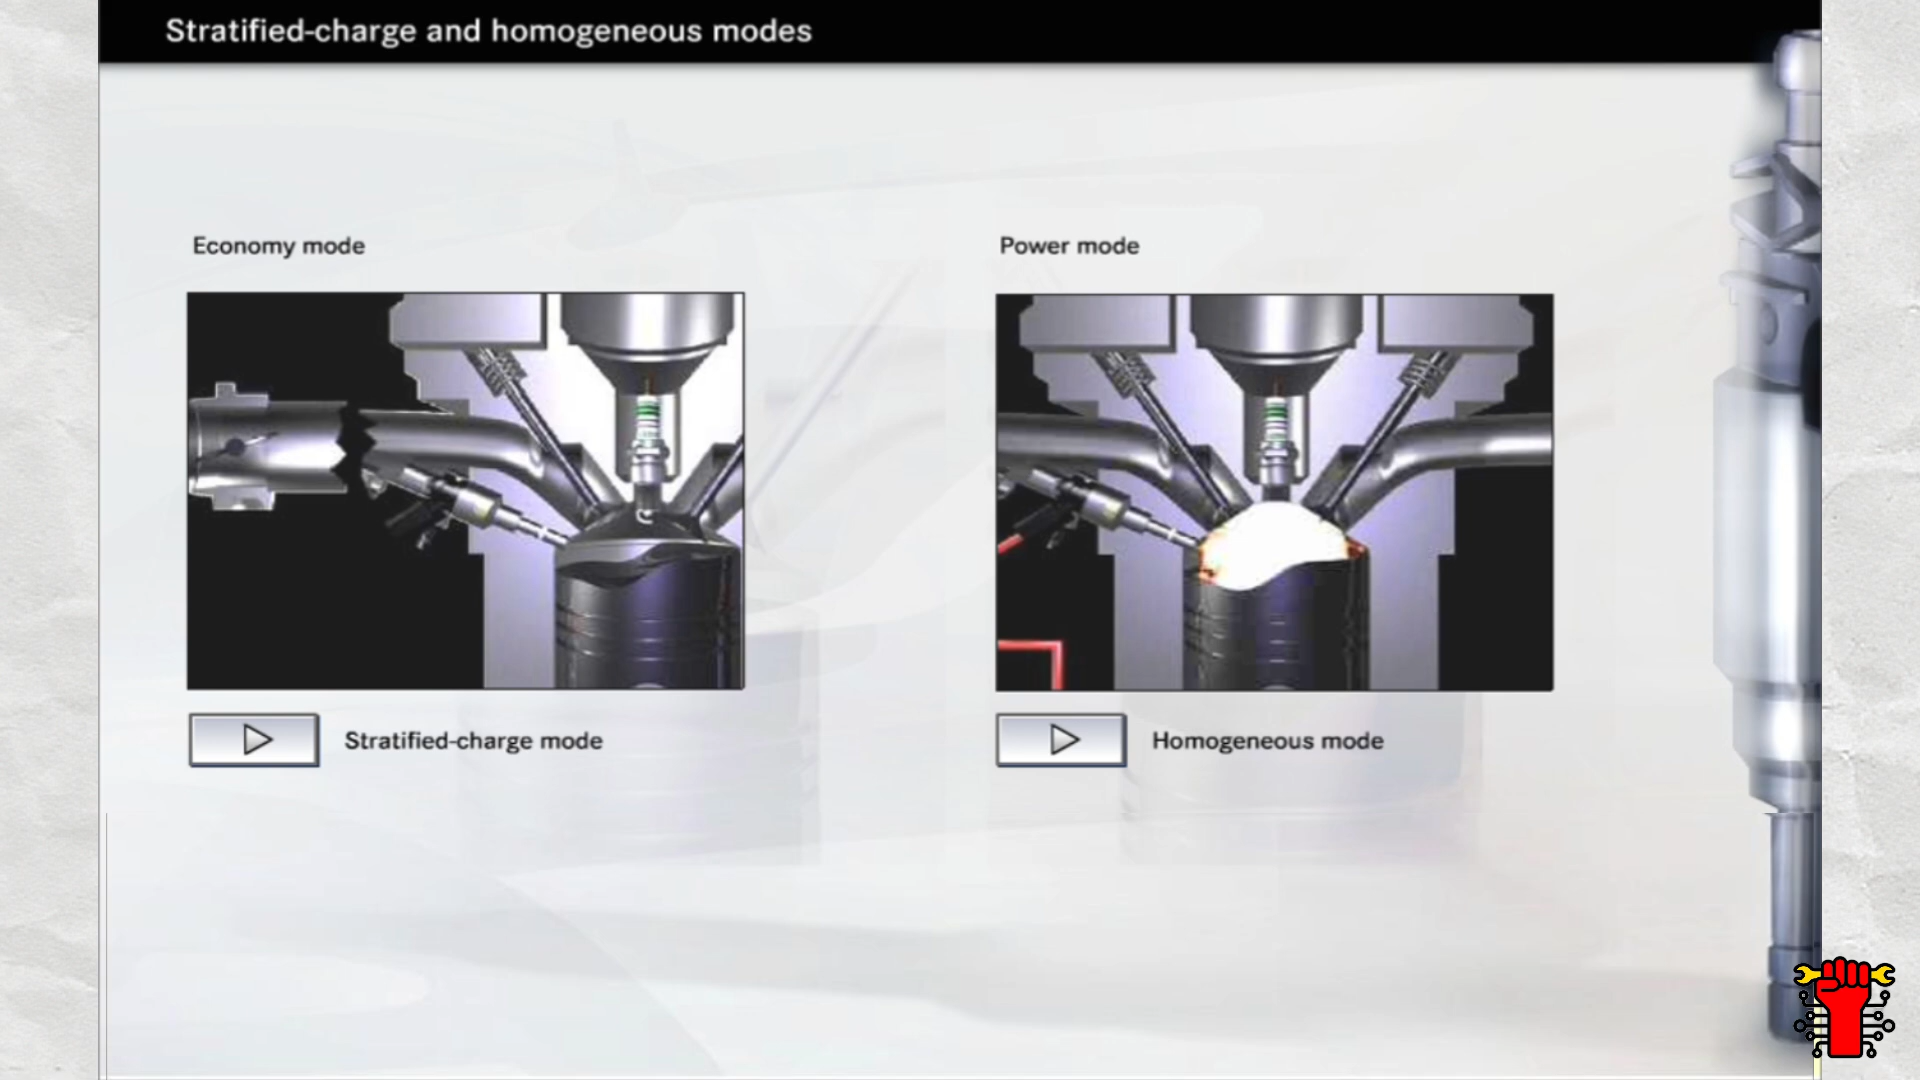 Stratified-charge and homogeneous modes
Economy mode
Power mode
Stratified-charge mode
Homogeneous mode